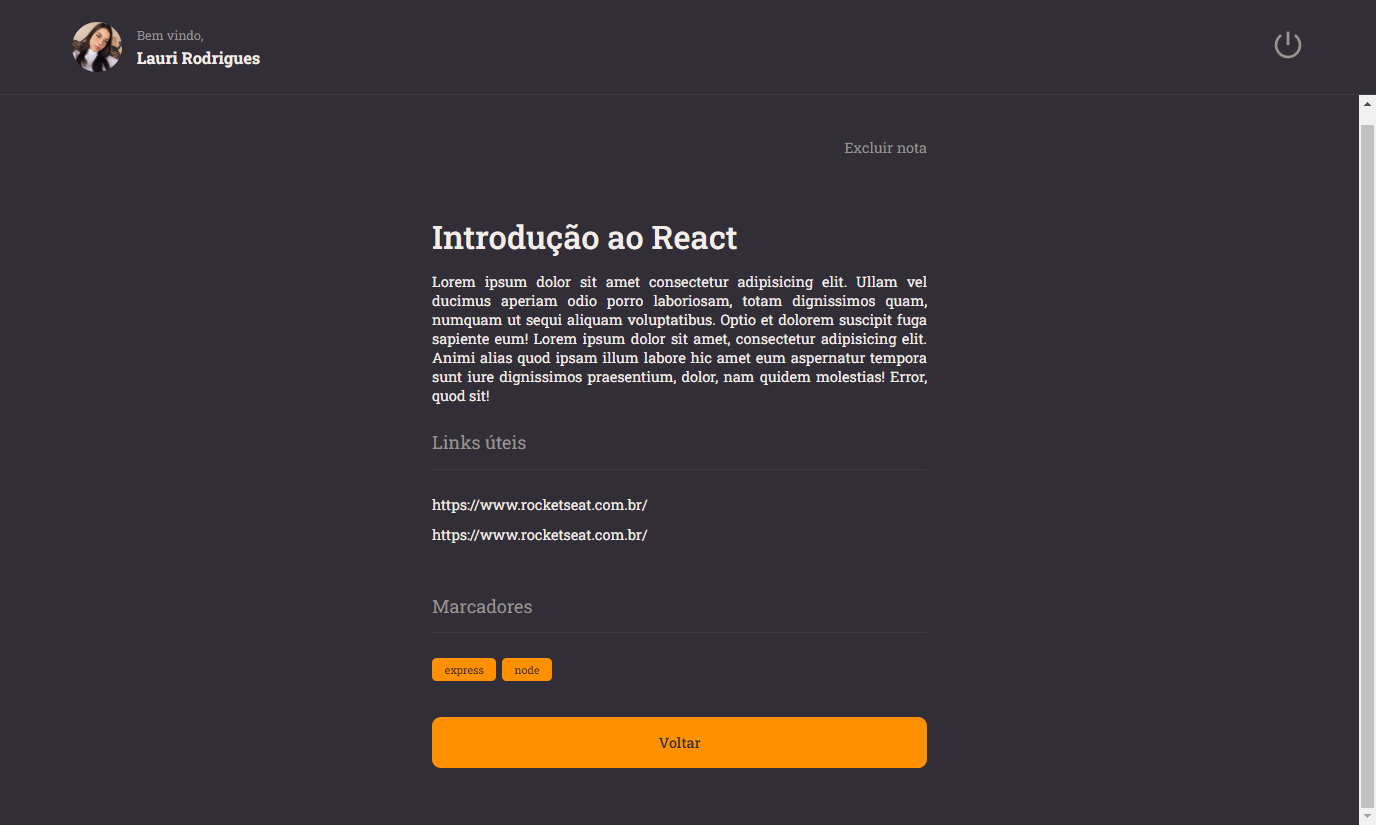 Bem vindo,
Lauri Rodrigues
Excluir nota
Introdução ao React
Lorem ipsum dolor sit amet consectetur adipisicing elit. Ullam vel
ducimus aperiam odio porro laboriosam, totam dignissimos quam,
numquam ut sequi aliquam voluptatibus. Optio et dolorem suscipit fuga
sapiente eum! Lorem ipsum dolor sit amet, consectetur adipisicing elit.
Animi alias quod ipsam illum labore hic amet eum aspernatur tempora
sunt iure dignissimos praesentium, dolor, nam quidem molestias! Error,
quod sit!
Links úteis
https://www.rocketseat.com.br/
https://www.rocketseat.com.br/
Marcadores
express node
Voltar